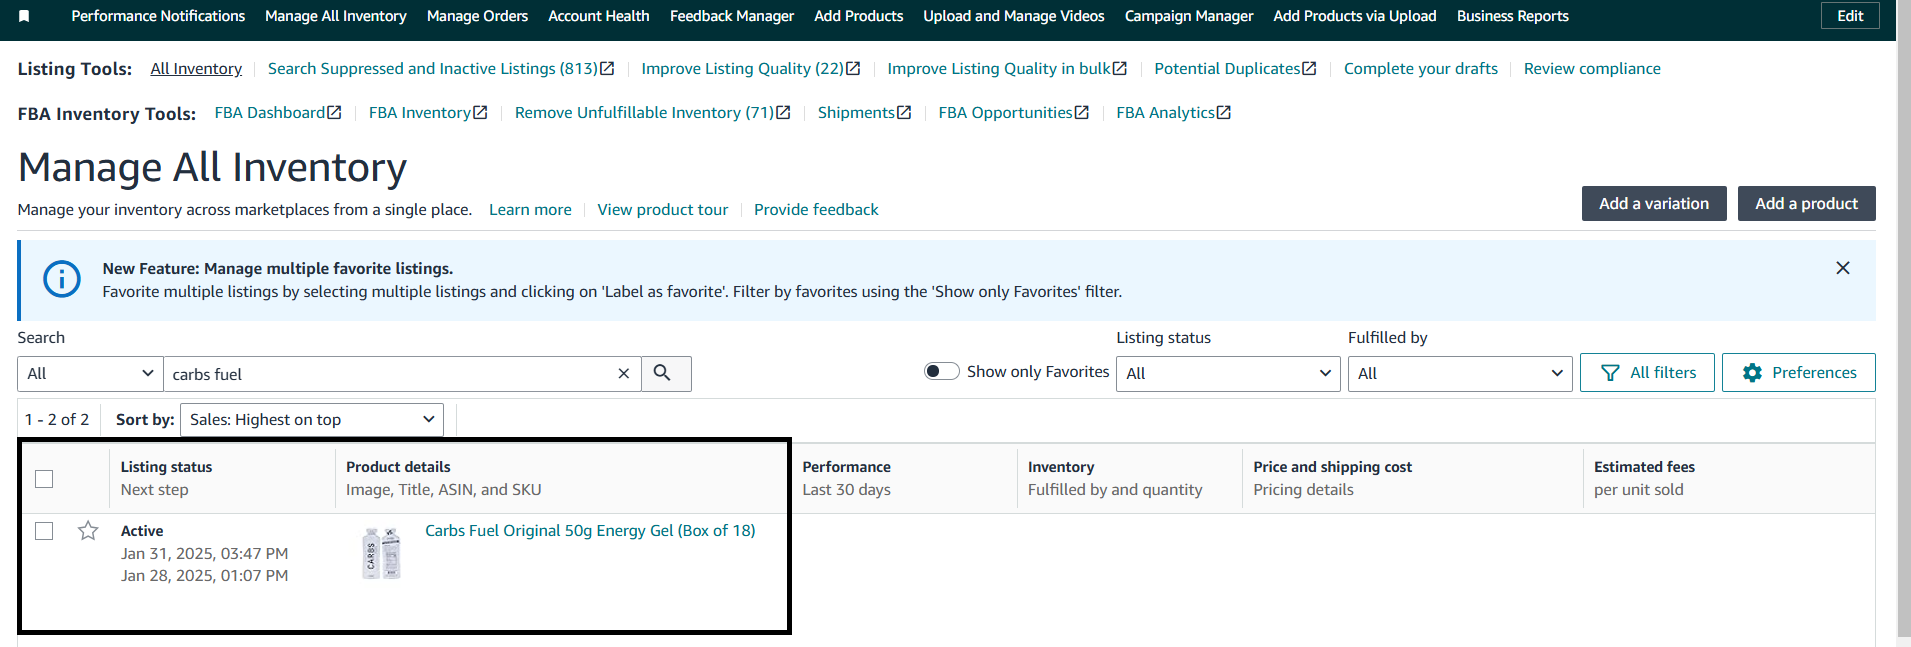 Performance Notifications Manage All Inventory Manage Orders Account Health Feedback Manager Add Products Upload and Manage Videos Campaign Manager Add Products via Upload Business Reports Edit
Listing Tools: All Inventory Search Suppressed and Inactive Listings (813) Improve Listing Quality (22) Improve Listing Quality in bulk Potential Duplicates Complete your drafts Review compliance
FBA Inventory Tools: FBA Dashboard FBA Inventory Remove Unfulfillable Inventory (71) Shipments FBA Opportunities FBA Analytics
Manage All Inventory
Manage your inventory across marketplaces from a single place. Learn more View product tour Provide feedback Add a variation Add a product
New Feature: Manage multiple favorite listings.
Favorite multiple listings by selecting multiple listings and clicking on 'Label as favorite'. Filter by favorites using the 'Show only Favorites' filter.
Search Listing status Fulfilled by
All carbs fuel Show only Favorites All All All filters Preferences
1 - 2 of 2 Sort by: Sales: Highest on top
Listing status Product details Performance Inventory Price and shipping cost Estimated fees
Next step Image, Title, ASIN, and SKU Last 30 days Fulfilled by and quantity Pricing details per unit sold
Active Carbs Fuel Original 50g Energy Gel (Box of 18)
Jan 31, 2025, 03:47 PM
Jan 28, 2025, 01:07 PM
CARBS